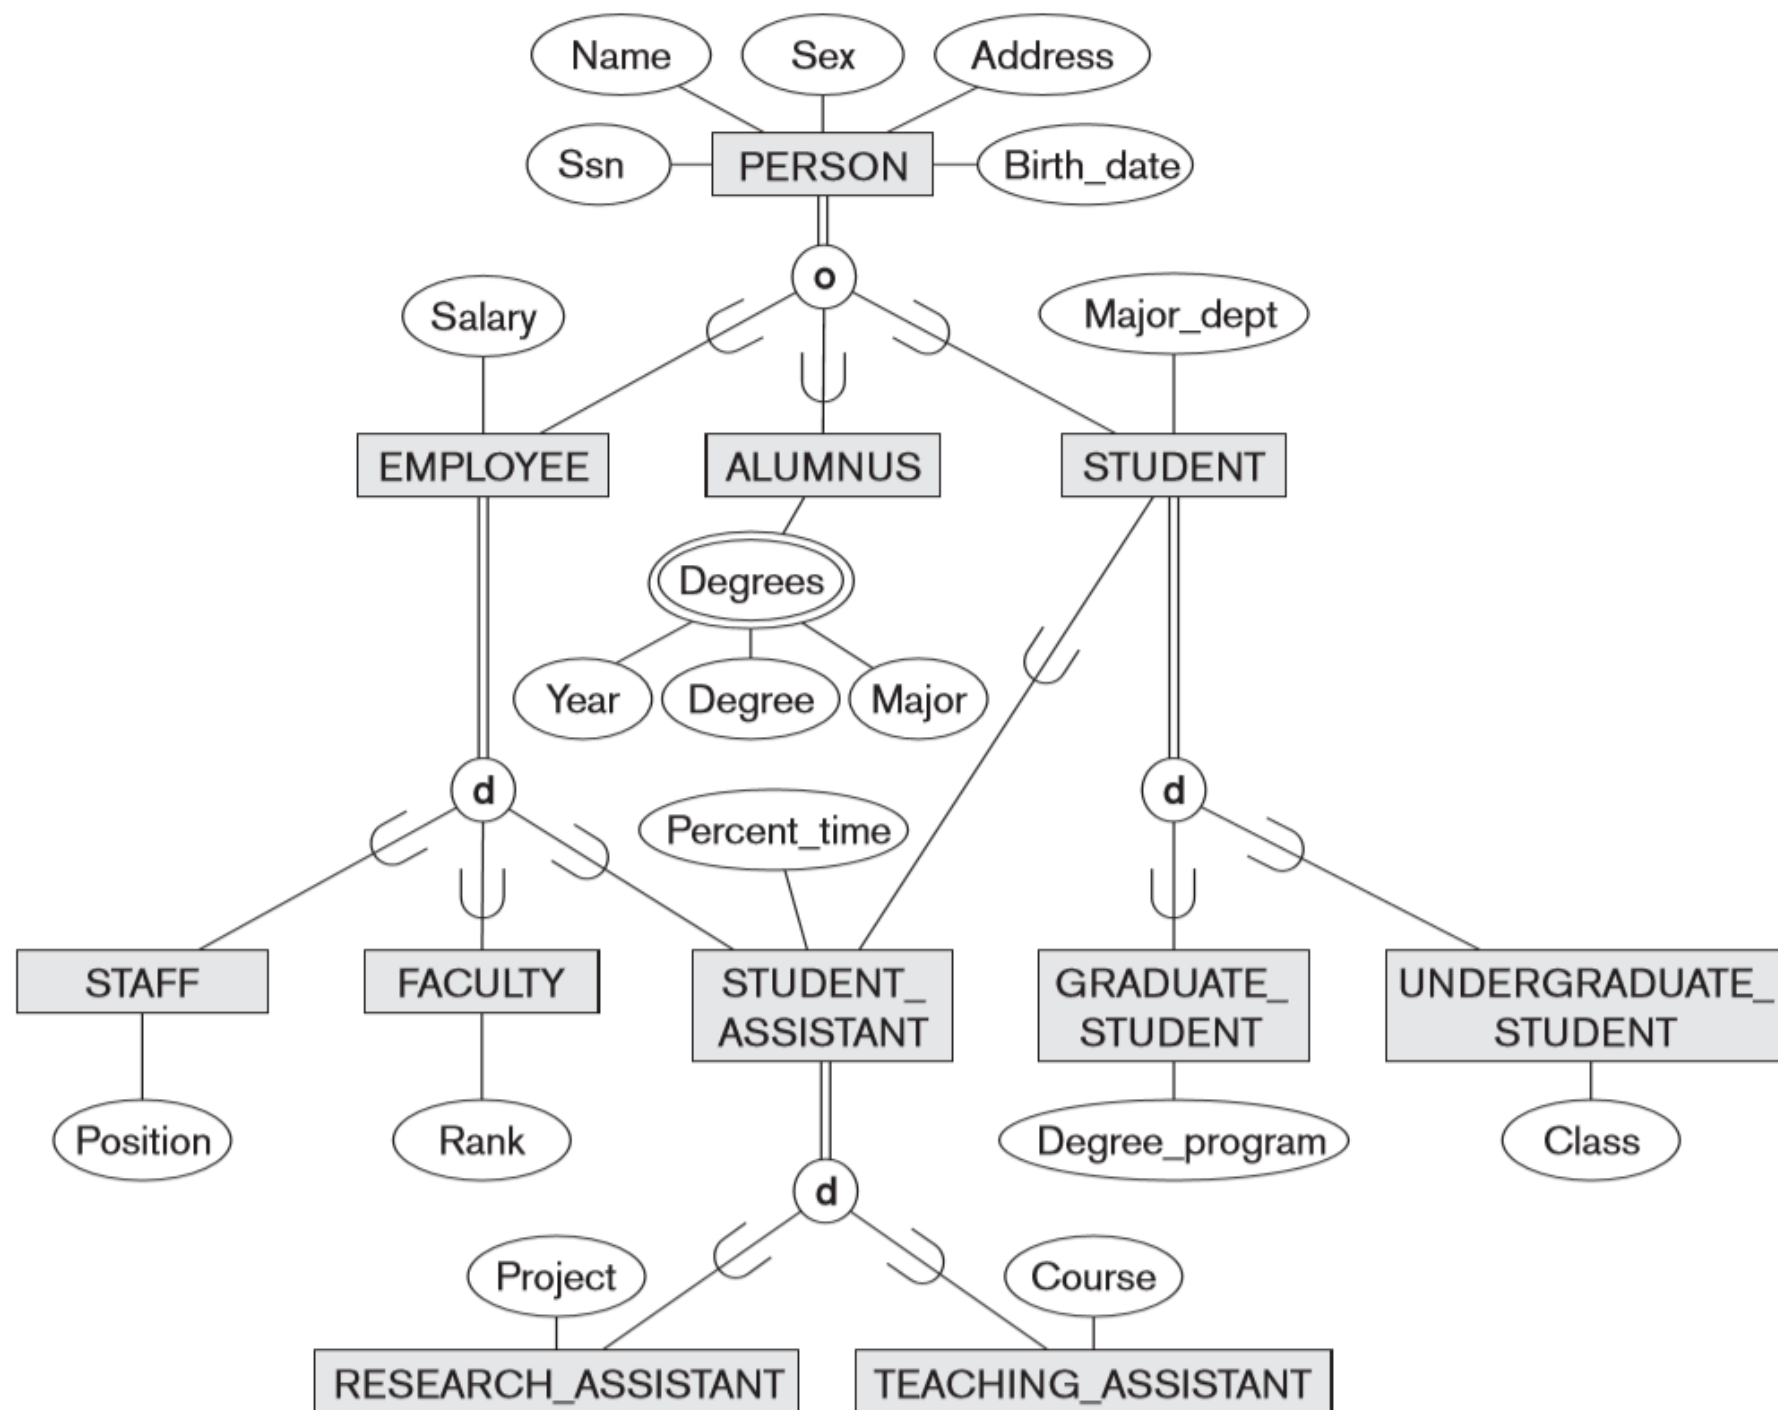 Name
Sex
Address
Ssn
PERSON
Birth_date
o
Salary
Major_dept
EMPLOYEE
ALUMNUS
STUDENT
Degrees
Year
Degree
Major
d
d
Percent_time
STAFF
FACULTY
STUDENT_
ASSISTANT
GRADUATE_
STUDENT
UNDERGRADUATE_
STUDENT
Position
Rank
Degree_program
Class
d
Project
Course
RESEARCH_ASSISTANT
TEACHING_ASSISTANT